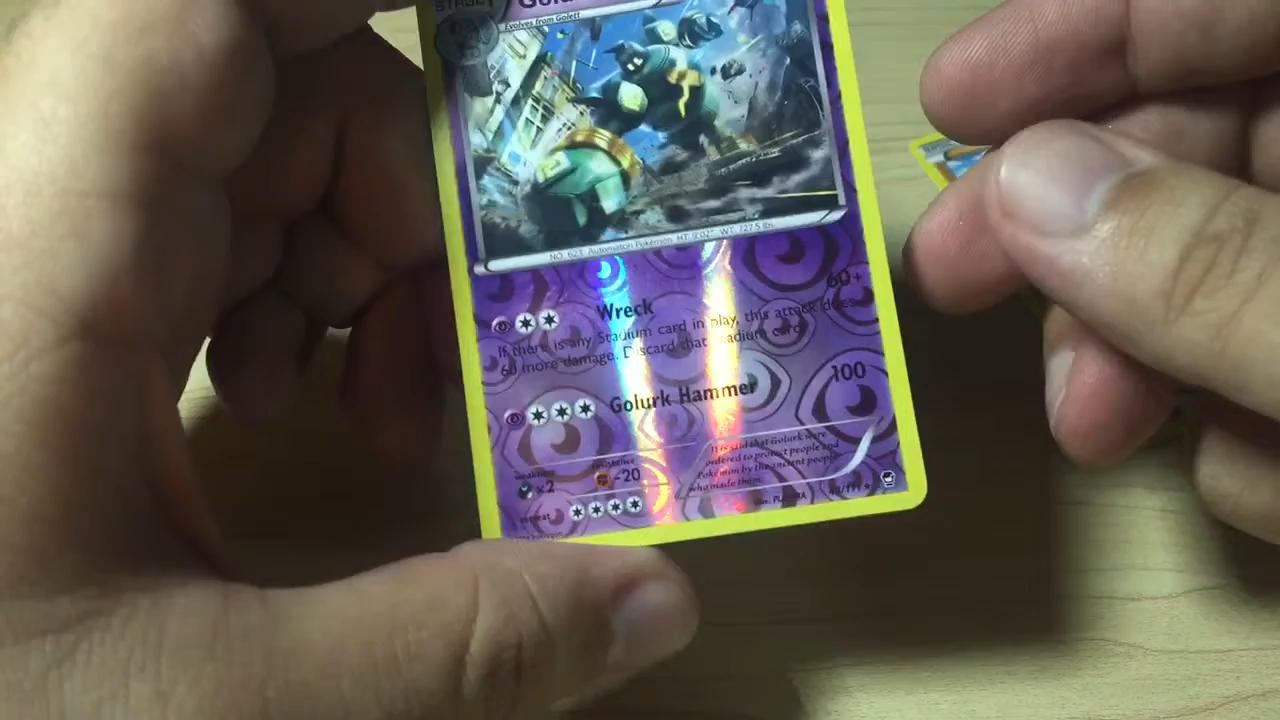 STAGE 1
Evolves from Golett
NO. 623 Automaton Pokémon HT: 9'02" WT: 727.5 lbs.
Wreck 60+
If there is any Stadium card in play, this attack does
60 more damage. Discard that Stadium card.
Golurk Hammer 100
It is said that Golurk were
ordered to protect people and
Pokémon by the ancient people
who made them.
weakness
×2
resistance
-20
retreat